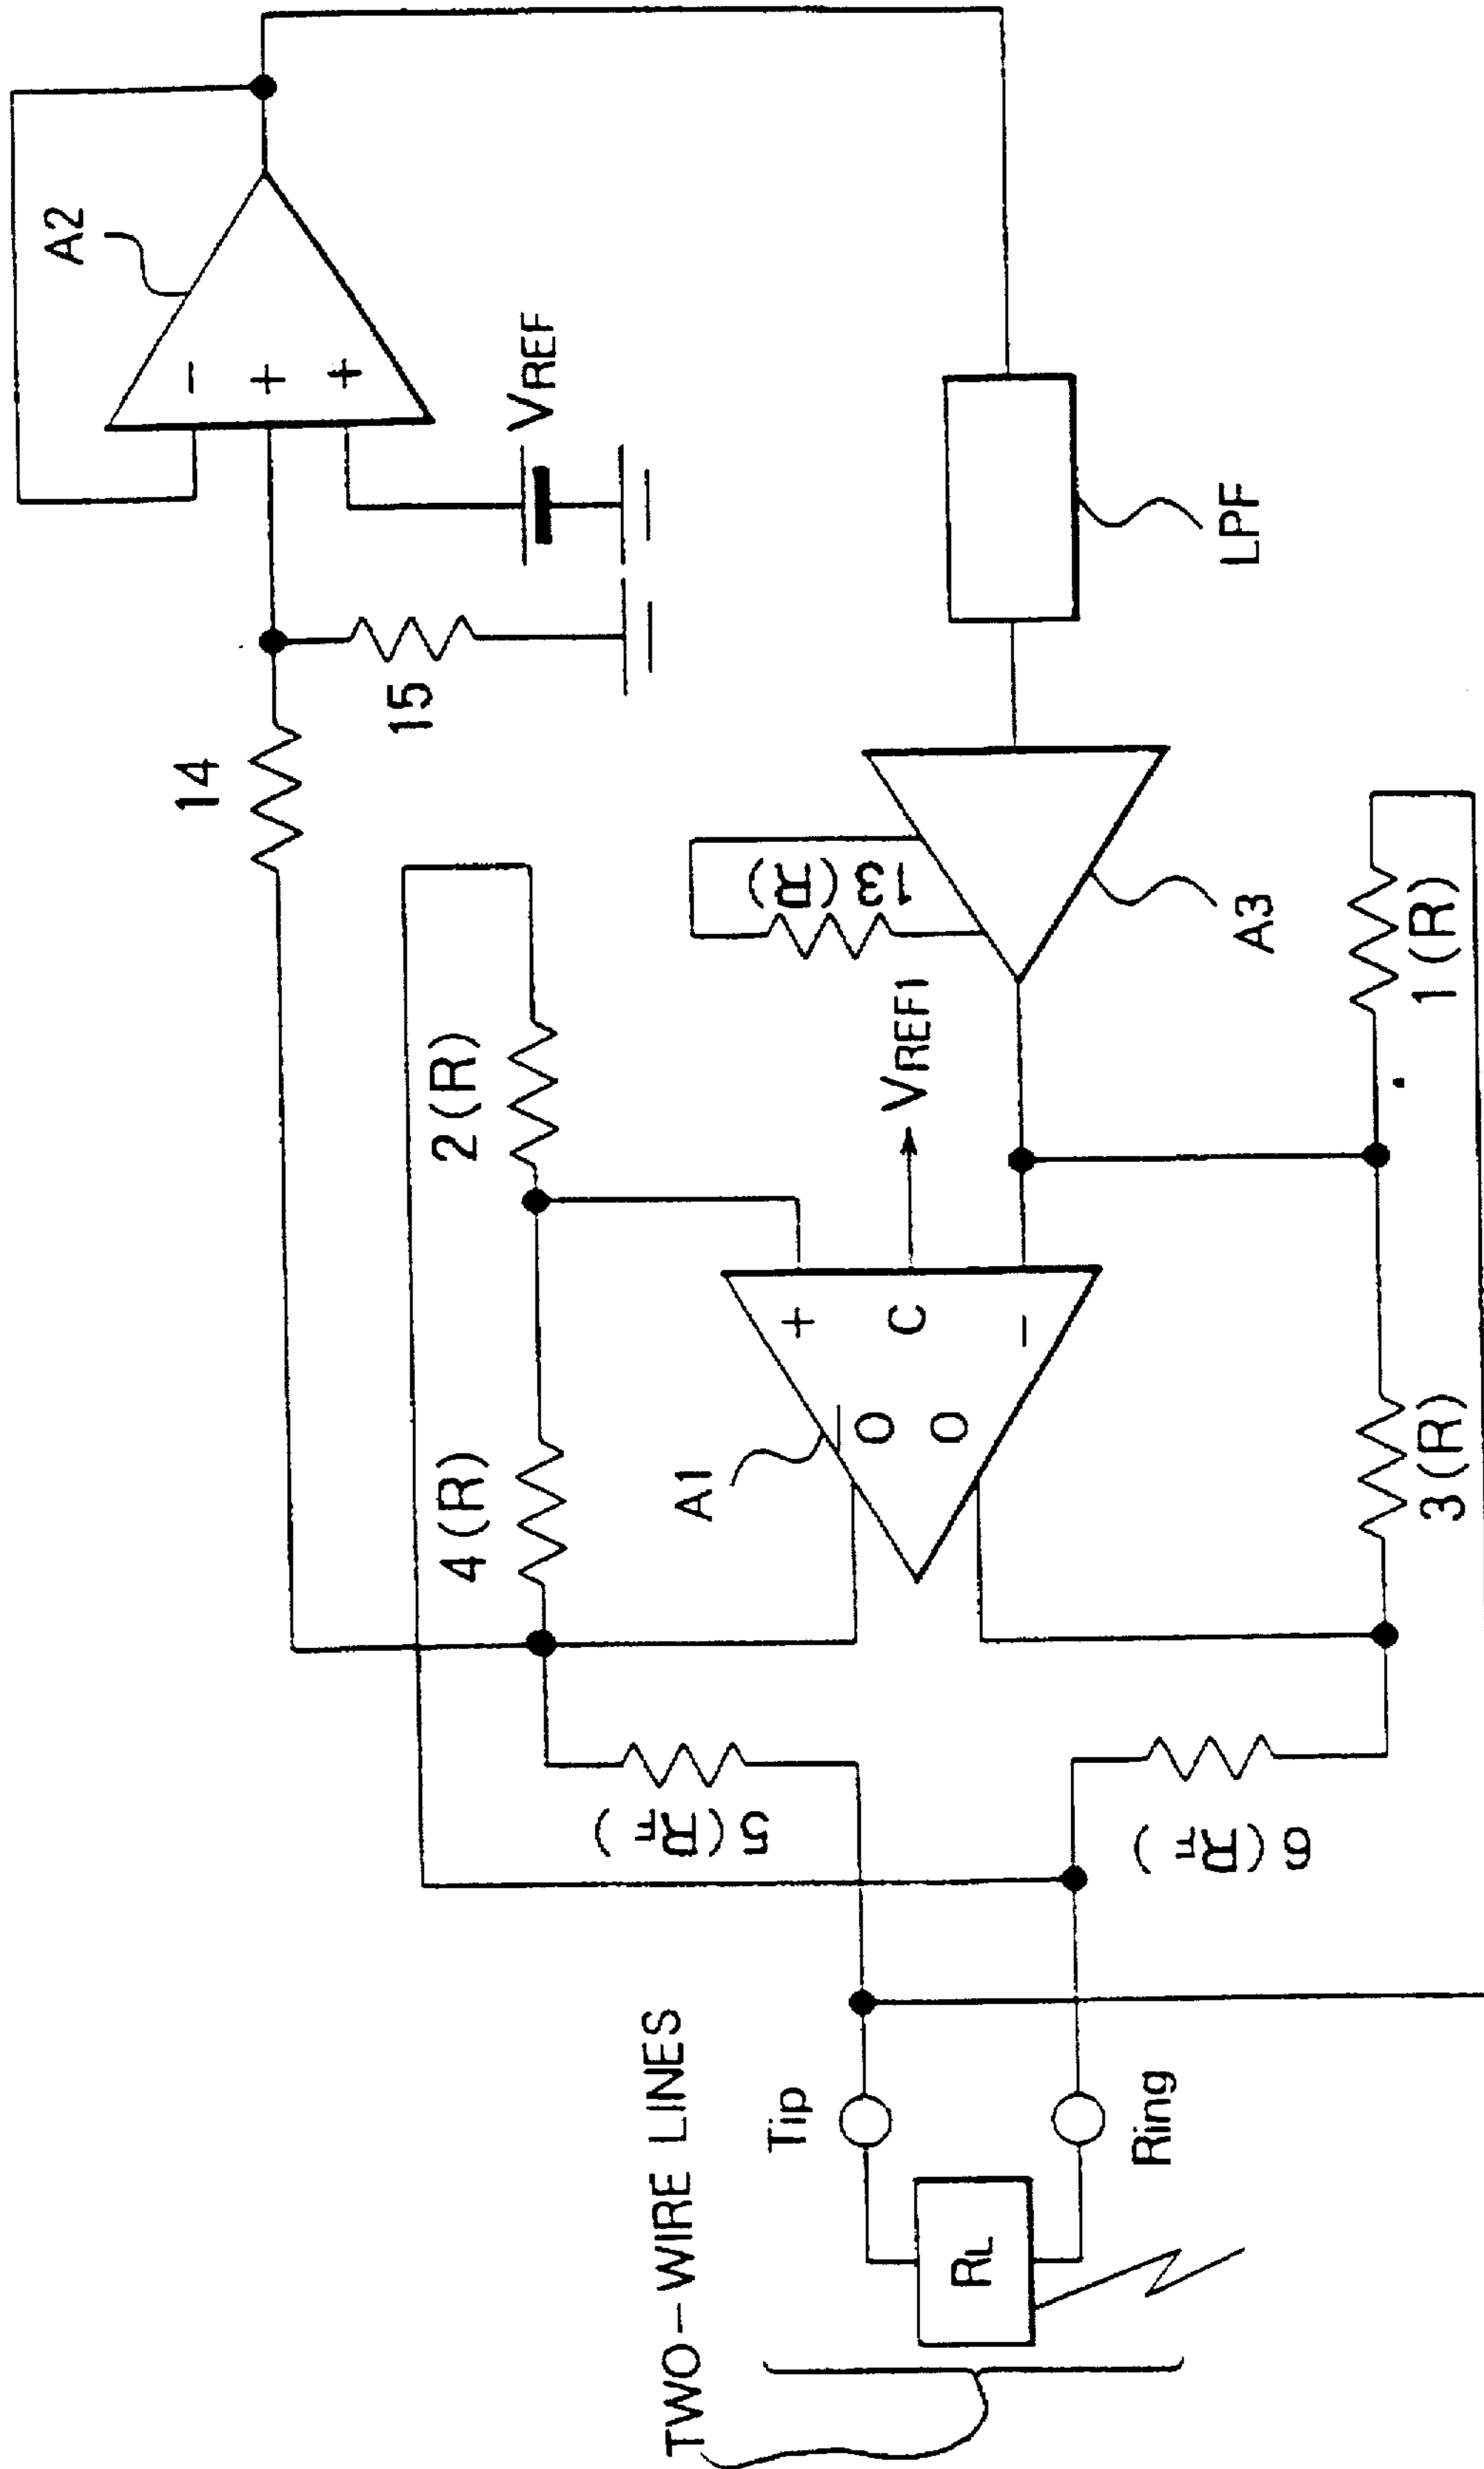 TWO-WIRE LINES
Tip
RL
Ring
5(RF)
6(RF)
4(R)
2(R)
14
15
A1
O
O
+
C
-
VREF1
3(R)
1(R)
13(R)
A3
LPF
A2
-
+
+
VREF